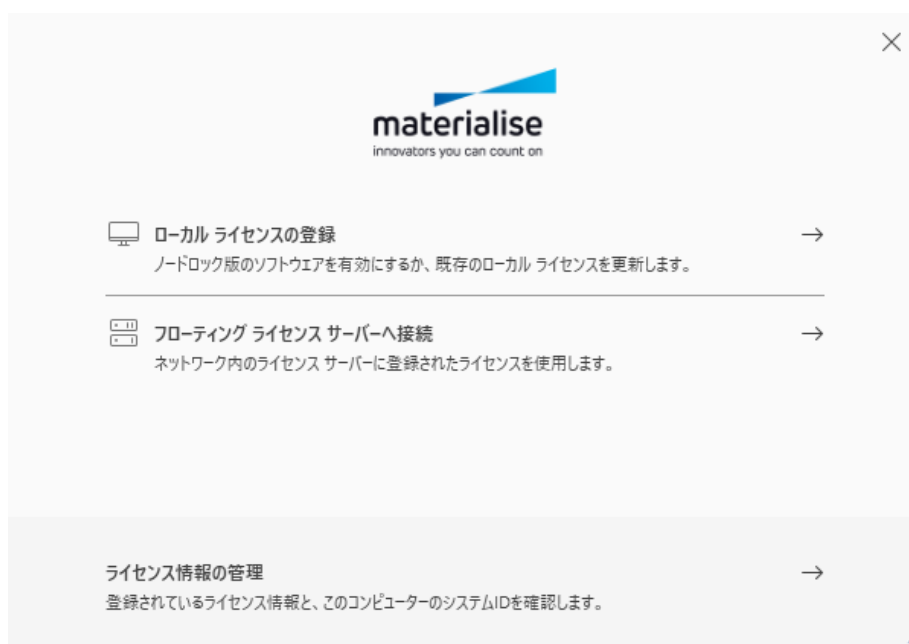 materialise
innovators you can count on
ローカル ライセンスの登録
ノードロック版のソフトウェアを有効にするか、既存のローカル ライセンスを更新します。
フローティング ライセンス サーバーへ接続
ネットワーク内のライセンス サーバーに登録されたライセンスを使用します。
ライセンス情報の管理
登録されているライセンス情報と、このコンピューターのシステムIDを確認します。